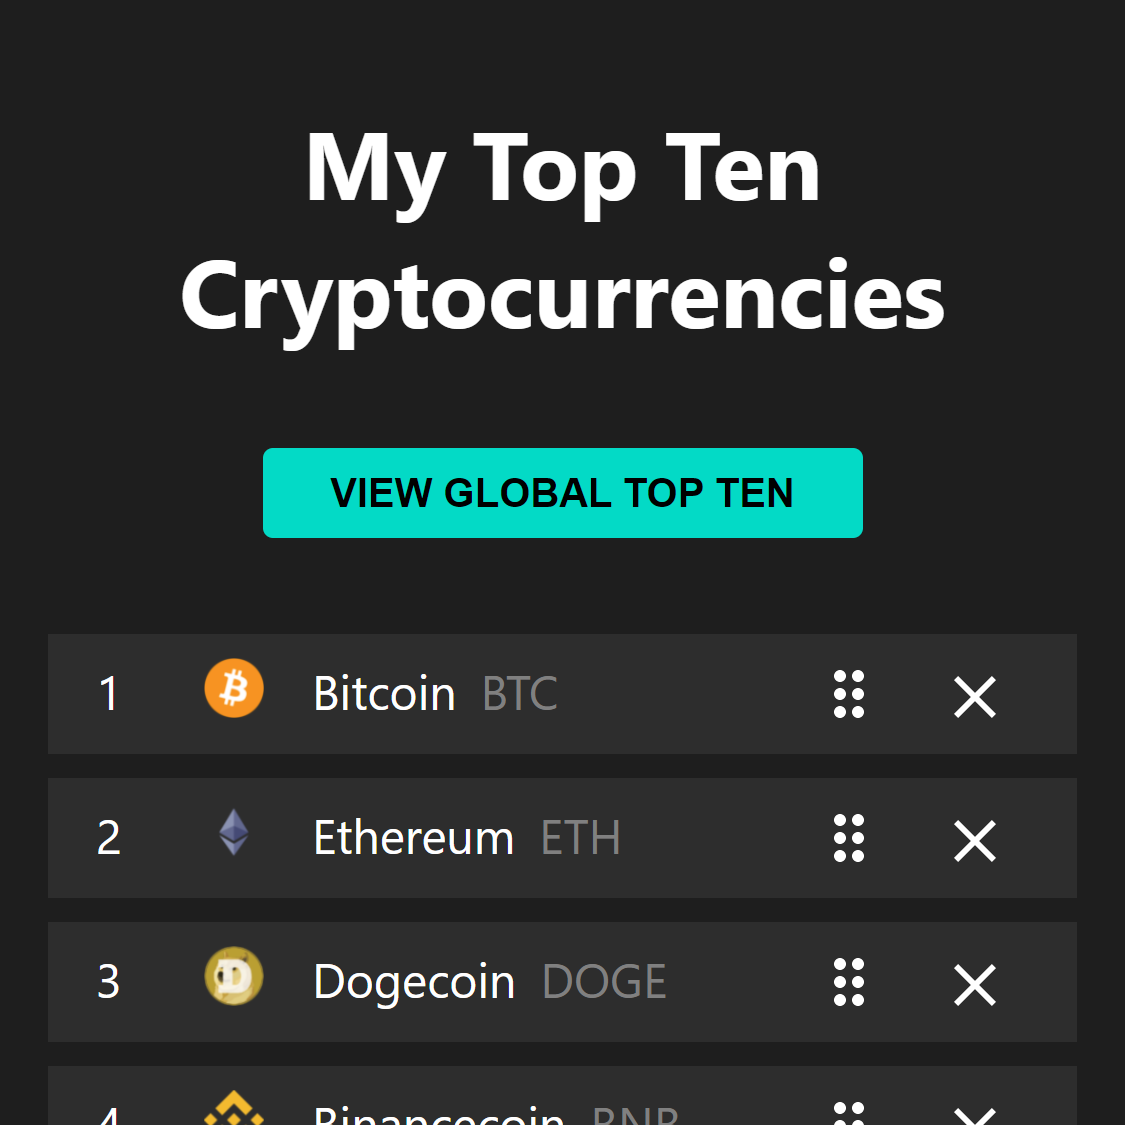 My Top Ten
Cryptocurrencies
VIEW GLOBAL TOP TEN
1 Bitcoin BTC
2 Ethereum ETH
3 Dogecoin DOGE
4 Binancecoin BNB